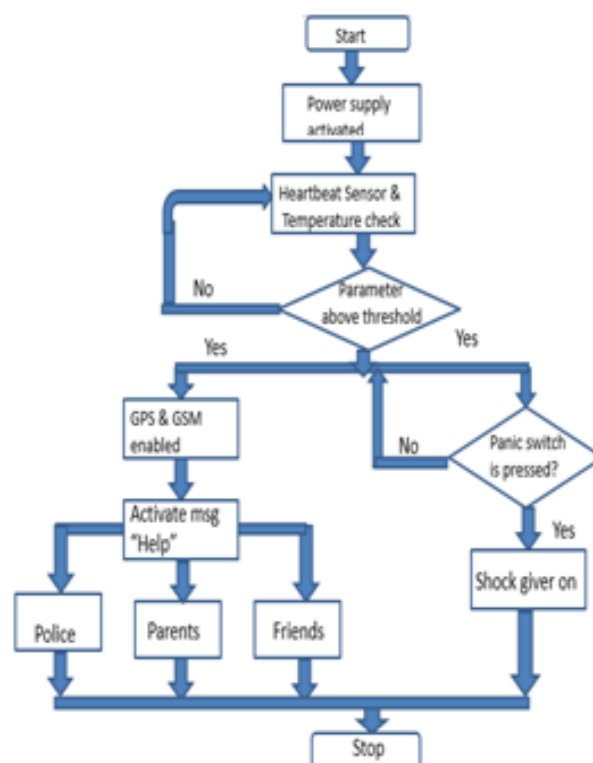 Start
Power supply
activated
Heartbeat Sensor &
Temperature check
No
Parameter
above threshold
Yes
Yes
GPS & GSM
enabled
No
Panic switch
is pressed?
Activate msg
“Help”
Yes
Shock giver on
Police
Parents
Friends
Stop